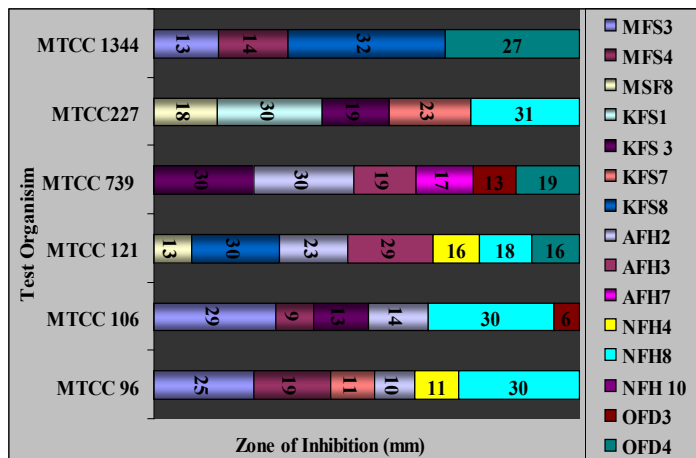 MTCC 1344
13 14 32 27
MTCC227
18 30 19 23 31
MTCC 739
30 30 19 17 13 19
MTCC 121
13 30 23 29 16 18 16
MTCC 106
29 9 13 14 30 6
MTCC 96
25 19 11 10 11 30
Test Organisim
Zone of Inhibition (mm)
MFS3
MFS4
MSF8
KFS1
KFS 3
KFS7
KFS8
AFH2
AFH3
AFH7
NFH4
NFH8
NFH 10
OFD3
OFD4